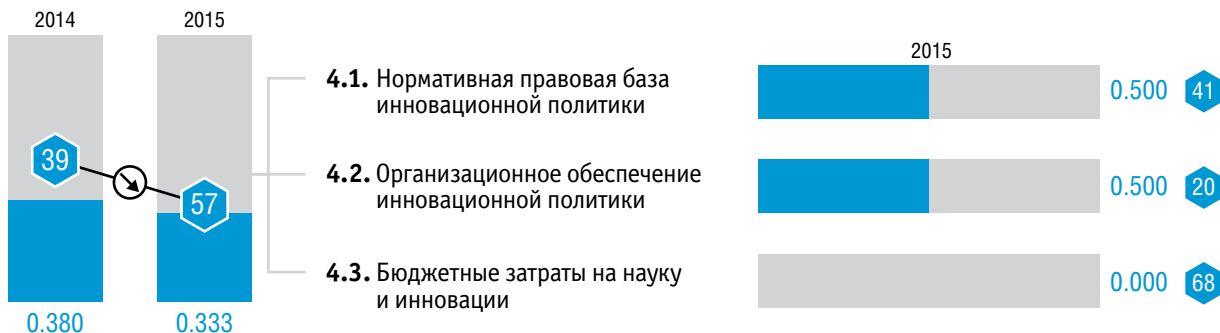 2014
2015
39
57
0.380
0.333
4.1. Нормативная правовая база
инновационной политики
4.2. Организационное обеспечение
инновационной политики
4.3. Бюджетные затраты на науку
и инновации
2015
0.500 41
0.500 20
0.000 68